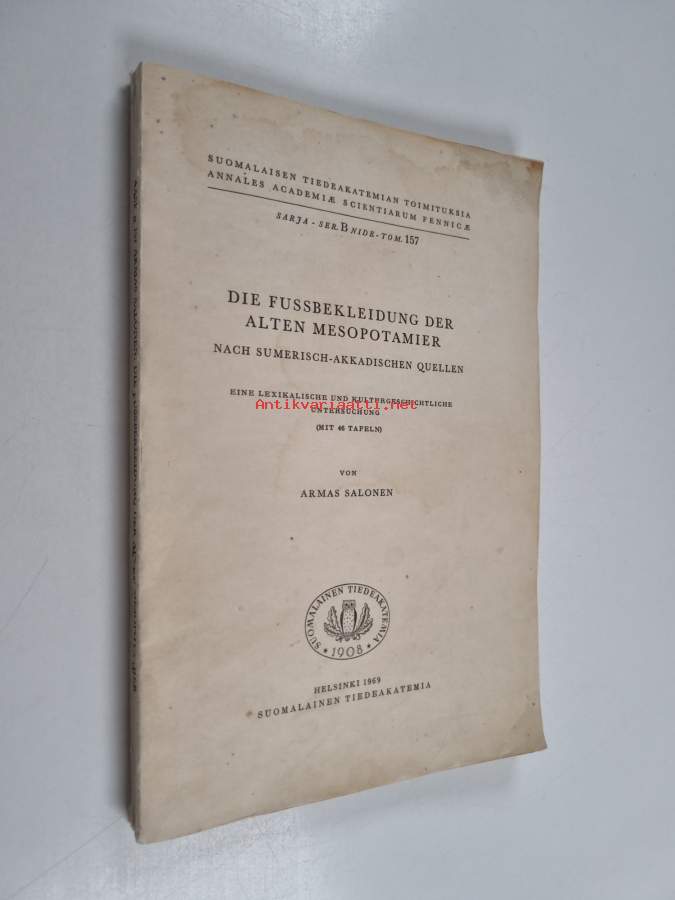 SUOMALAISEN TIEDEAKATEMIAN TOIMITUKSIA
ANNALES ACADEMIÆ SCIENTIARUM FENNICÆ
SARJA - SER. B NIDE - TOM. 157
DIE FUSSBEKLEIDUNG DER
ALTEN MESOPOTAMIER
NACH SUMERISCH-AKKADISCHEN QUELLEN
EINE LEXIKALISCHE UND KULTURGESCHICHTLICHE
Antikvariaatti.net
UNTERSUCHUNG
(MIT 46 TAFELN)
VON
ARMAS SALONEN
SUOMALAINEN TIEDEAKATEMIA
1908
HELSINKI 1969
SUOMALAINEN TIEDEAKATEMIA